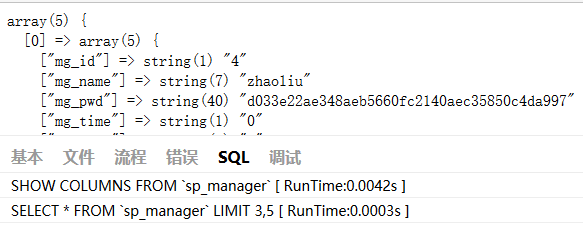 array(5) {
[0] => array(5) {
["mg_id"] => string(1) "4"
["mg_name"] => string(7) "zhaoliu"
["mg_pwd"] => string(40) "d033e22ae348aeb5660fc2140aec35850c4da997"
["mg_time"] => string(1) "0"
基本 文件 流程 错误 SQL 调试
SHOW COLUMNS FROM `sp_manager` [ RunTime:0.0042s ]
SELECT * FROM `sp_manager` LIMIT 3,5 [ RunTime:0.0003s ]